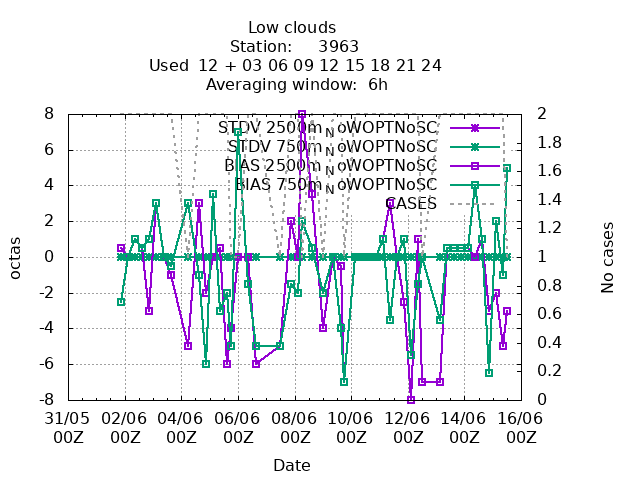 Low clouds
Station:     3963
Used  12 + 03 06 09 12 15 18 21 24
Averaging window:  6h
STDV 2500m NoWOPTNoSC
STDV 750m NoWOPTNoSC
BIAS 2500m NoWOPTNoSC
BIAS 750m NoWOPTNoSC
CASES
octas
8
6
4
2
0
-2
-4
-6
-8
No cases
2
1.8
1.6
1.4
1.2
1
0.8
0.6
0.4
0.2
0
31/05 02/06 04/06 06/06 08/06 10/06 12/06 14/06 16/06
00Z 00Z 00Z 00Z 00Z 00Z 00Z 00Z 00Z
Date